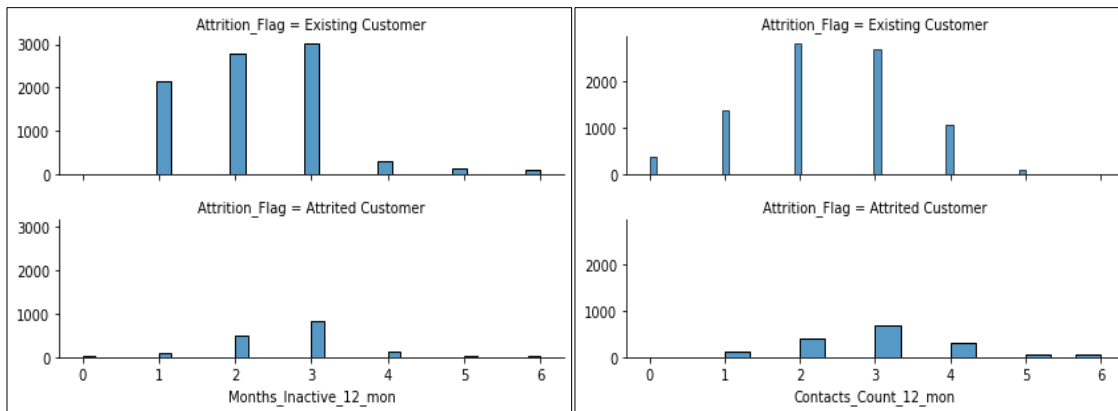 Attrition_Flag = Existing Customer
3000
2000
1000
0
Attrition_Flag = Attrited Customer
3000
2000
1000
0
0 1 2 3 4 5 6
Months_Inactive_12_mon
Attrition_Flag = Existing Customer
2000
1000
0
Attrition_Flag = Attrited Customer
2000
1000
0
0 1 2 3 4 5 6
Contacts_Count_12_mon